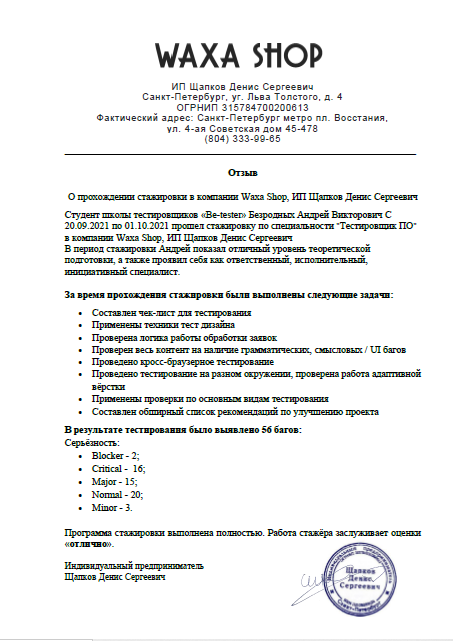 WAXA SHOP
ИП Щапков Денис Сергеевич
Санкт-Петербург, уг. Льва Толстого, д. 4
ОГРНИП 315784700200613
Фактический адрес: Санкт-Петербург метро пл. Восстания,
ул. 4-ая Советская дом 45-478
(804) 333-99-65
Отзыв
О прохождении стажировки в компании Waxa Shop, ИП Щапков Денис Сергеевич
Студент школы тестировщиков «Be-tester» Безродных Андрей Викторович С
20.09.2021 по 01.10.2021 прошел стажировку по специальности "Тестировщик ПО"
в компании Waxa Shop, ИП Щапков Денис Сергеевич
В период стажировки Андрей показал отличный уровень теоретической
подготовки, а также проявил себя как ответственный, исполнительный,
инициативный специалист.
За время прохождения стажировки были выполнены следующие задачи:
• Составлен чек-лист для тестирования
• Применены техники тест дизайна
• Проверена логика работы обработки заявок
• Проверен весь контент на наличие грамматических, смысловых / UI багов
• Проведено кросс-браузерное тестирование
• Проведено тестирование на разном окружении, проверена работа адаптивной
вёрстки
• Применены проверки по основным видам тестирования
• Составлен обширный список рекомендаций по улучшению проекта
В результате тестирования было выявлено 56 багов:
Серьёзность:
• Blocker - 2;
• Critical - 16;
• Major - 15;
• Normal - 20;
• Minor - 3.
Программа стажировки выполнена полностью. Работа стажёра заслуживает оценки
«отлично».
Индивидуальный предприниматель
Щапков Денис Сергеевич
Щапков
Денис
Сергеевич